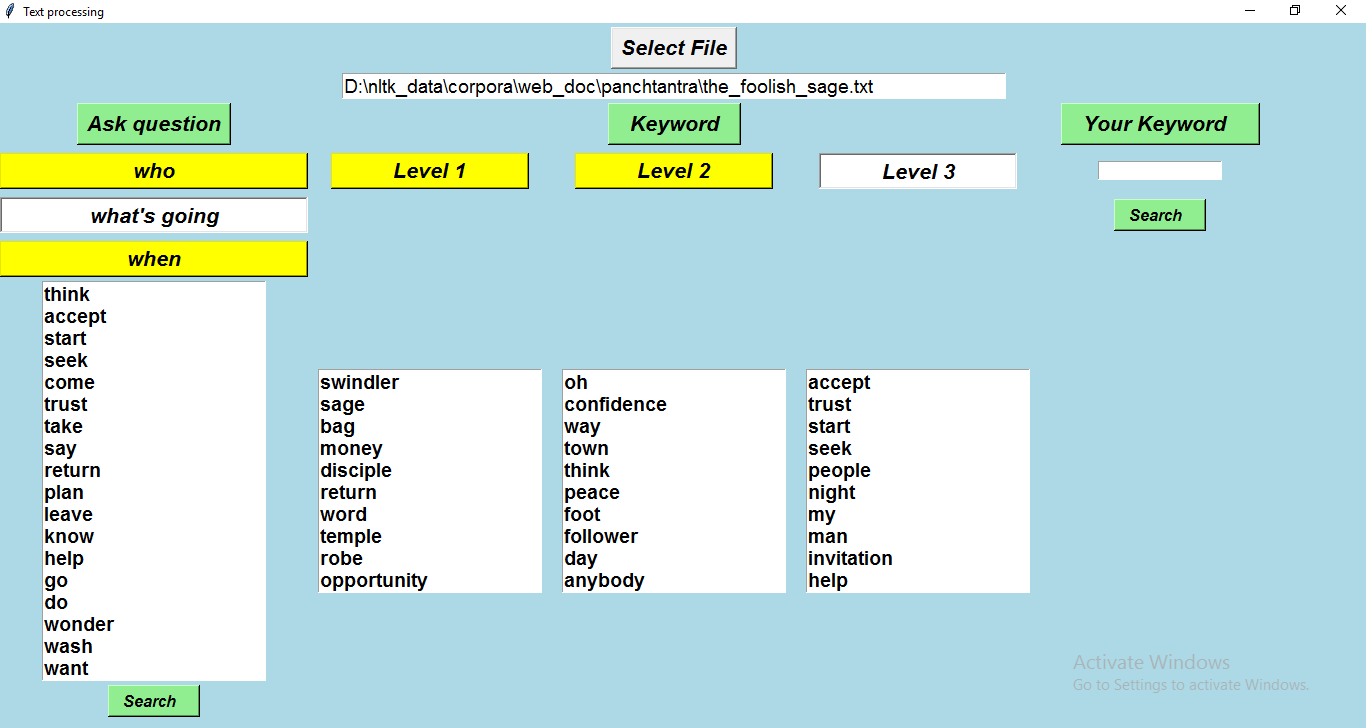 Text processing
Select File
D:\nltk_data\corpora\web_doc\panchtantra\the_foolish_sage.txt
Ask question
Keyword
Your Keyword
who
Level 1
Level 2
Level 3
what's going
Search
when
think
accept
start
seek
come
trust
take
say
return
plan
leave
know
help
go
do
wonder
wash
want
Search
swindler
sage
bag
money
disciple
return
word
temple
robe
opportunity
oh
confidence
way
town
think
peace
foot
follower
day
anybody
accept
trust
start
seek
people
night
my
man
invitation
help
Activate Windows
Go to Settings to activate Windows.